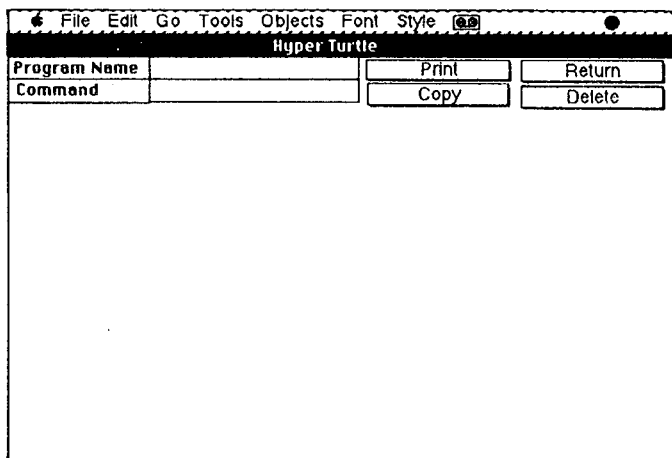 File Edit Go Tools Objects Font Style
Hyper Turtle
Program Name Print Return
Command Copy Delete